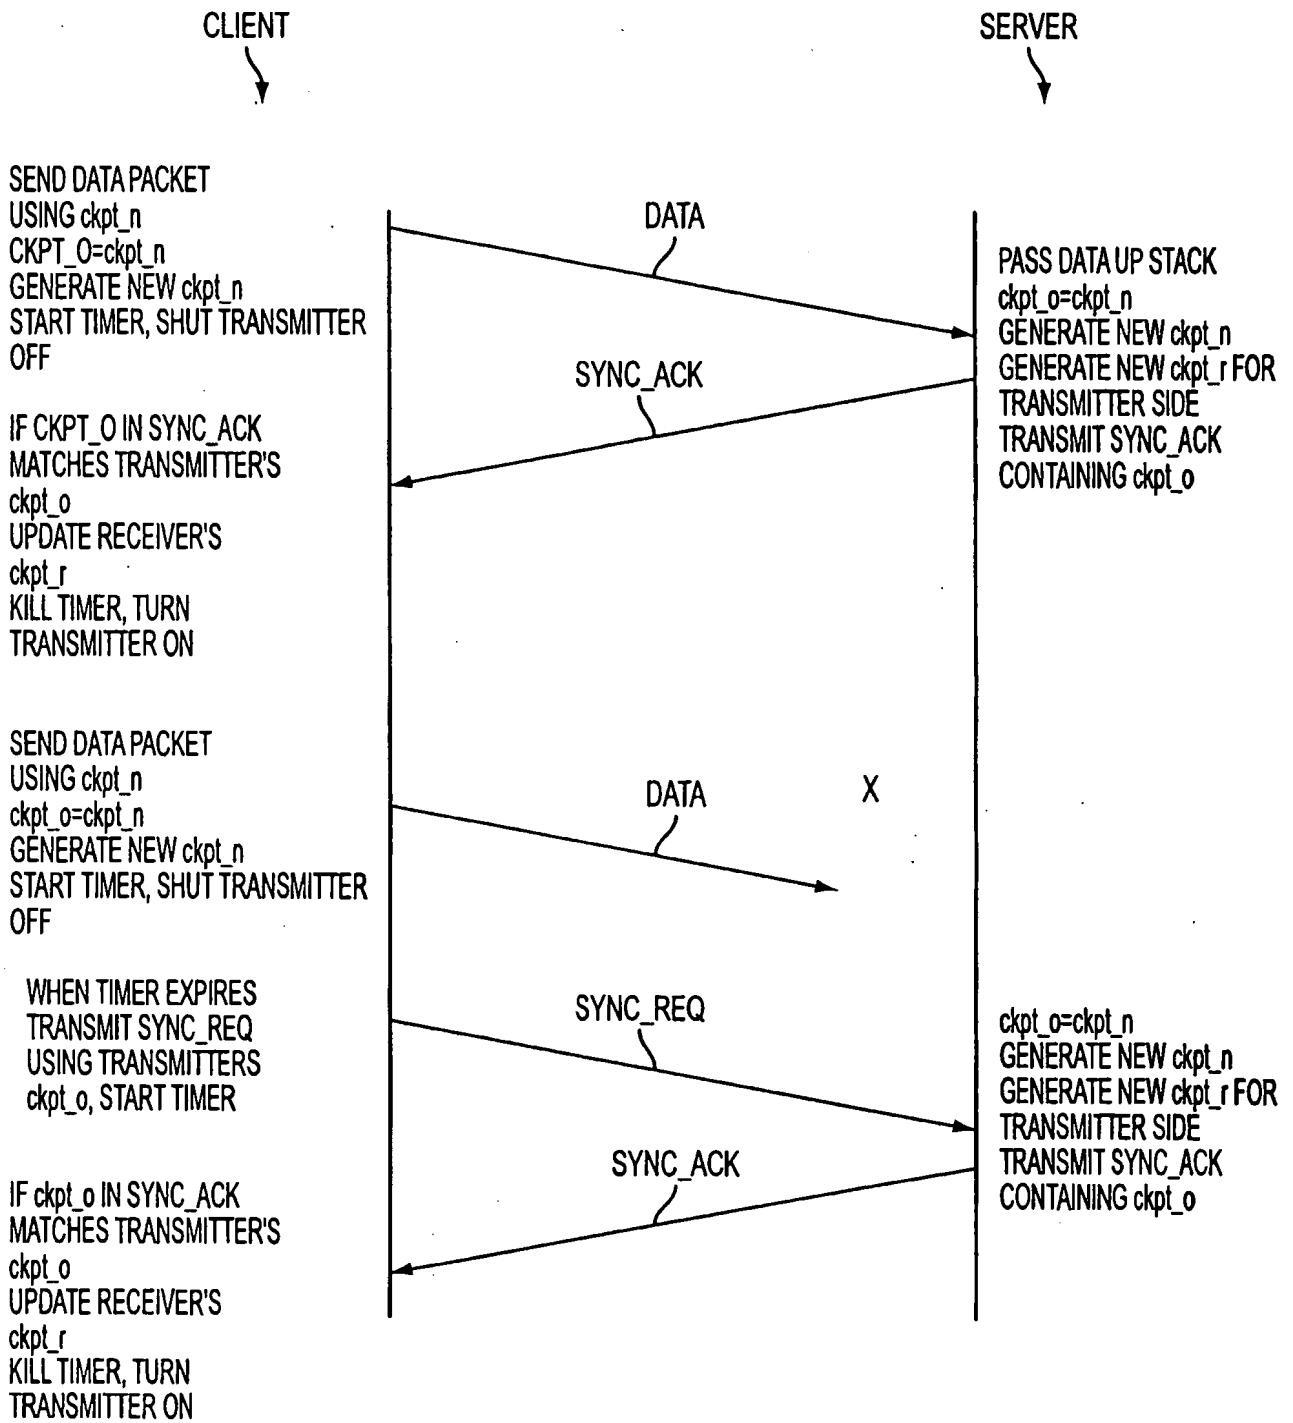 CLIENT
SERVER
SEND DATA PACKET
USING ckpt_n
CKPT_O=ckpt_n
GENERATE NEW ckpt_n
START TIMER, SHUT TRANSMITTER
OFF
DATA
PASS DATA UP STACK
ckpt_o=ckpt_n
GENERATE NEW ckpt_n
GENERATE NEW ckpt_r FOR
TRANSMITTER SIDE
TRANSMIT SYNC_ACK
CONTAINING ckpt_o
SYNC_ACK
IF CKPT_O IN SYNC_ACK
MATCHES TRANSMITTER'S
ckpt_o
UPDATE RECEIVER'S
ckpt_r
KILL TIMER, TURN
TRANSMITTER ON
SEND DATA PACKET
USING ckpt_n
ckpt_o=ckpt_n
GENERATE NEW ckpt_n
START TIMER, SHUT TRANSMITTER
OFF
DATA
X
WHEN TIMER EXPIRES
TRANSMIT SYNC_REQ
USING TRANSMITTERS
ckpt_o, START TIMER
SYNC_REQ
ckpt_o=ckpt_n
GENERATE NEW ckpt_n
GENERATE NEW ckpt_r FOR
TRANSMITTER SIDE
TRANSMIT SYNC_ACK
CONTAINING ckpt_o
SYNC_ACK
IF ckpt_o IN SYNC_ACK
MATCHES TRANSMITTER'S
ckpt_o
UPDATE RECEIVER'S
ckpt_r
KILL TIMER, TURN
TRANSMITTER ON